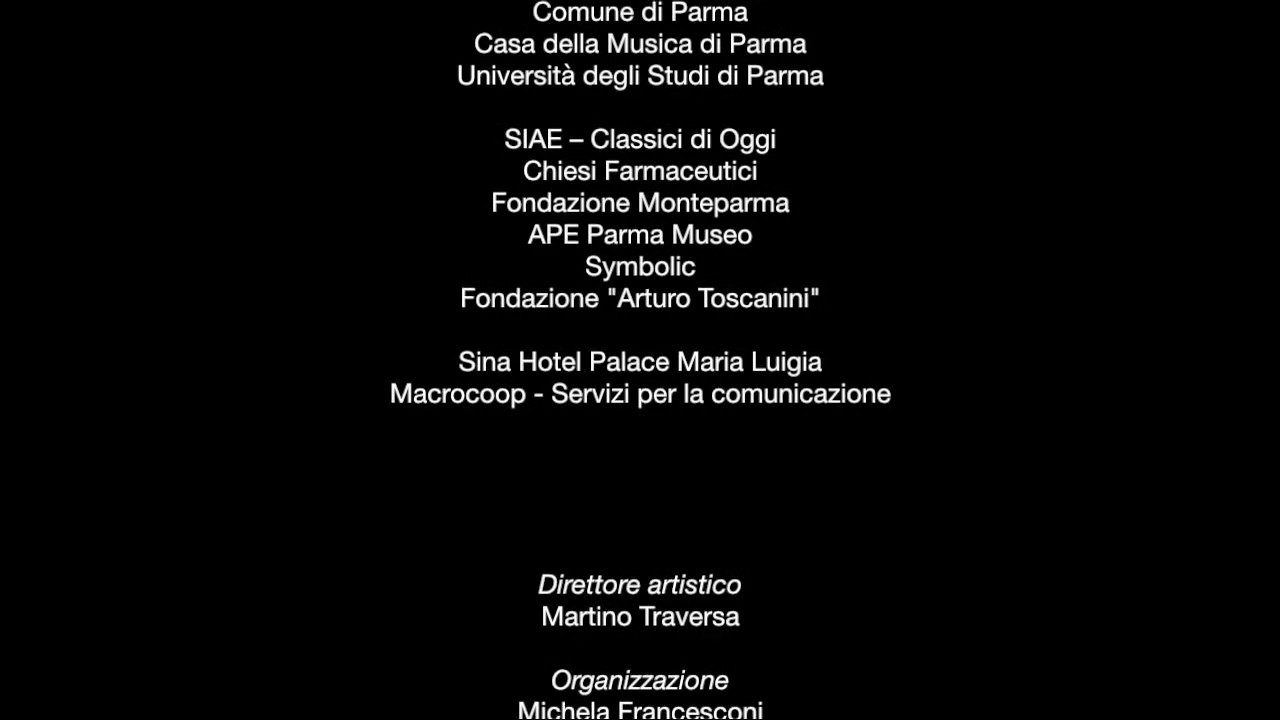 Comune di Parma
Casa della Musica di Parma
Università degli Studi di Parma
SIAE – Classici di Oggi
Chiesi Farmaceutici
Fondazione Monteparma
APE Parma Museo
Symbolic
Fondazione "Arturo Toscanini"
Sina Hotel Palace Maria Luigia
Macrocoop - Servizi per la comunicazione
Direttore artistico
Martino Traversa
Organizzazione
Michela Francesconi